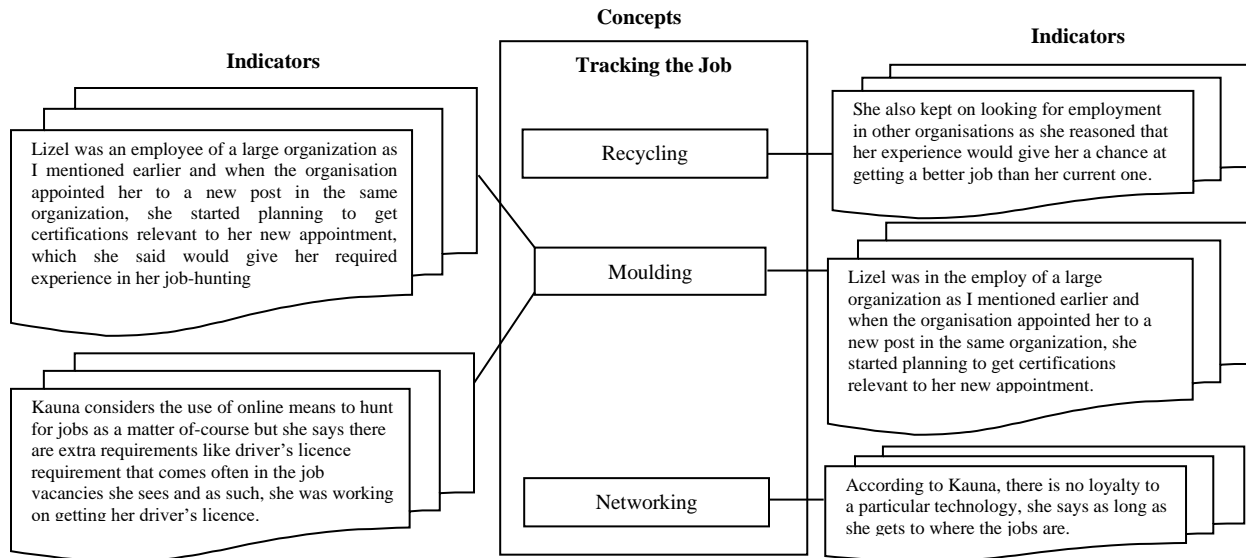 Concepts
Indicators
Lizel was an employee of a large organization as
I mentioned earlier and when the organisation
appointed her to a new post in the same
organization, she started planning to get
certifications relevant to her new appointment,
which she said would give her required
experience in her job-hunting
Kauna considers the use of online means to hunt
for jobs as a matter of-course but she says there
are extra requirements like driver’s licence
requirement that comes often in the job
vacancies she sees and as such, she was working
on getting her driver’s licence.
Tracking the Job
Recycling
Moulding
Networking
Indicators
She also kept on looking for employment
in other organisations as she reasoned that
her experience would give her a chance at
getting a better job than her current one.
Lizel was in the employ of a large
organization as I mentioned earlier and
when the organisation appointed her to a
new post in the same organization, she
started planning to get certifications
relevant to her new appointment.
According to Kauna, there is no loyalty to
a particular technology, she says as long as
she gets to where the jobs are.